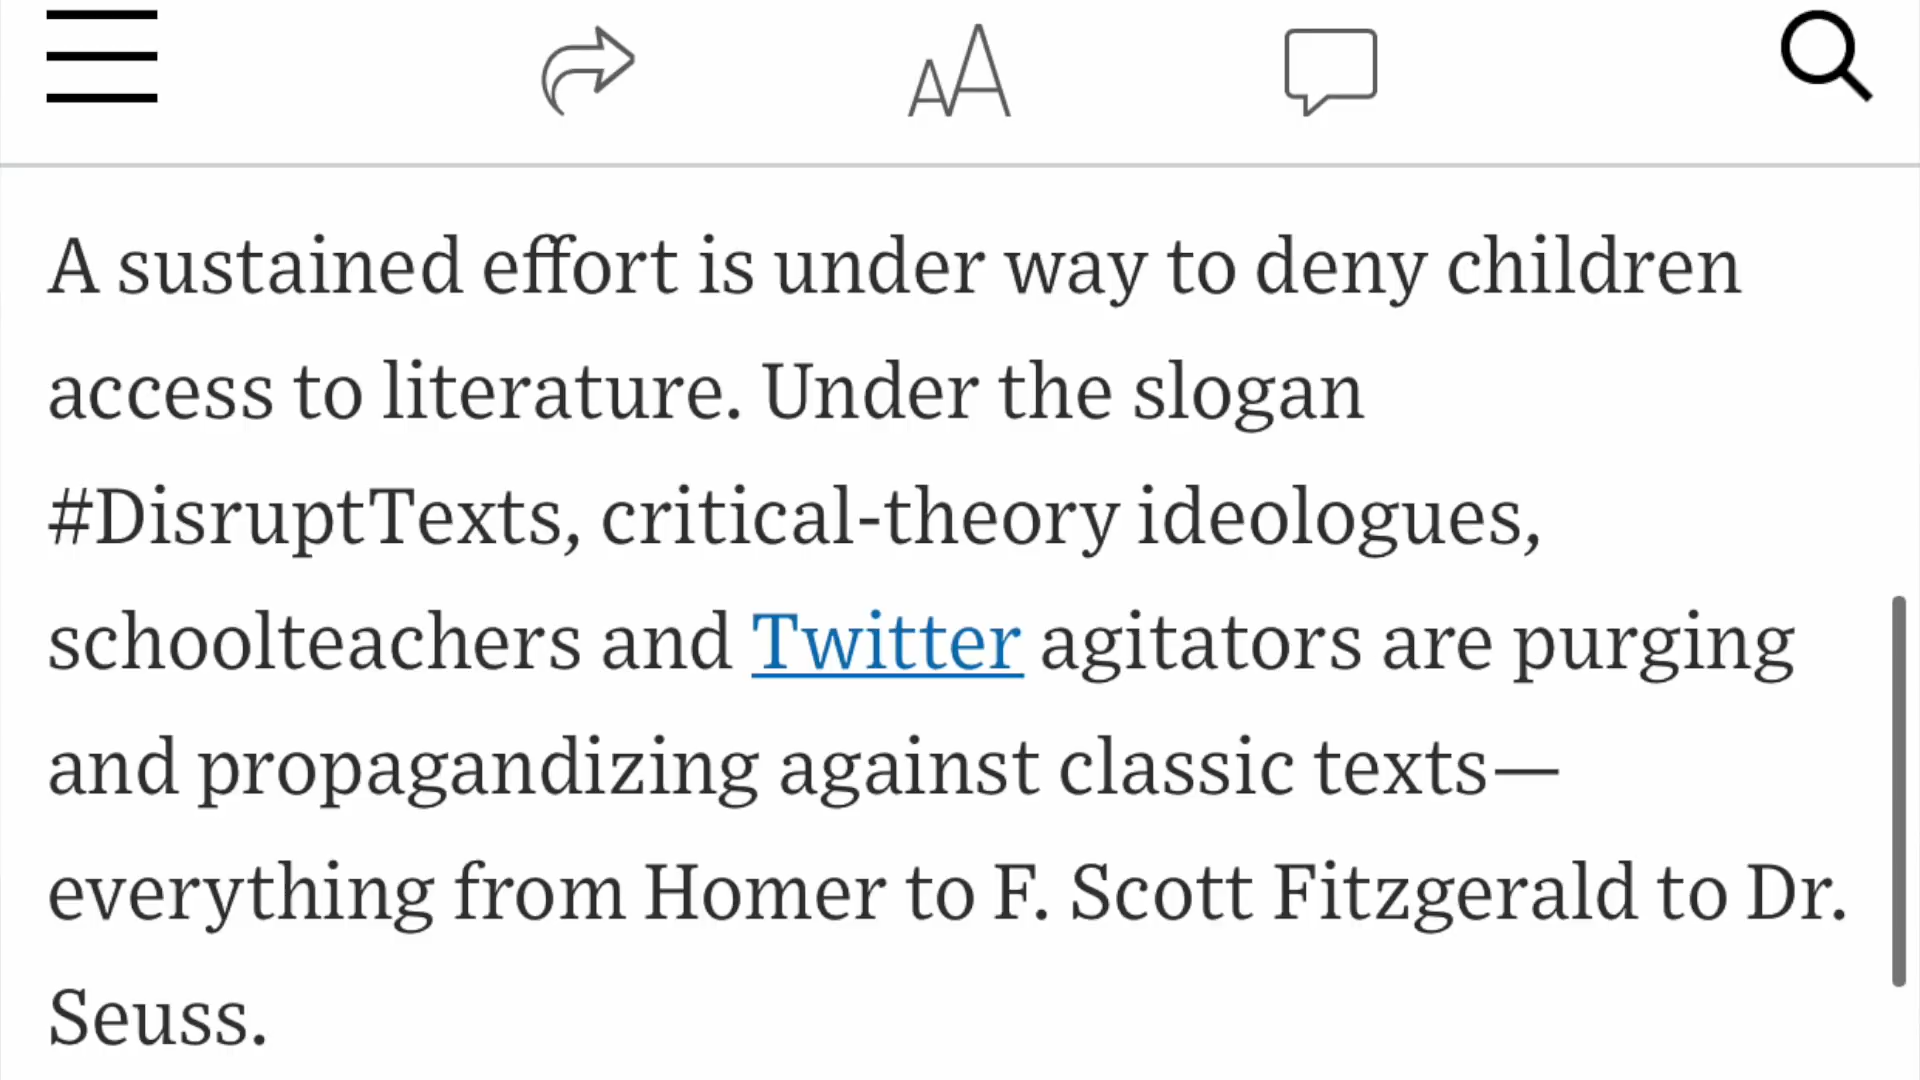 AA
A sustained effort is under way to deny children
access to literature. Under the slogan
#DisruptTexts, critical-theory ideologues,
schoolteachers and Twitter agitators are purging
and propagandizing against classic texts—
everything from Homer to F. Scott Fitzgerald to Dr.
Seuss.